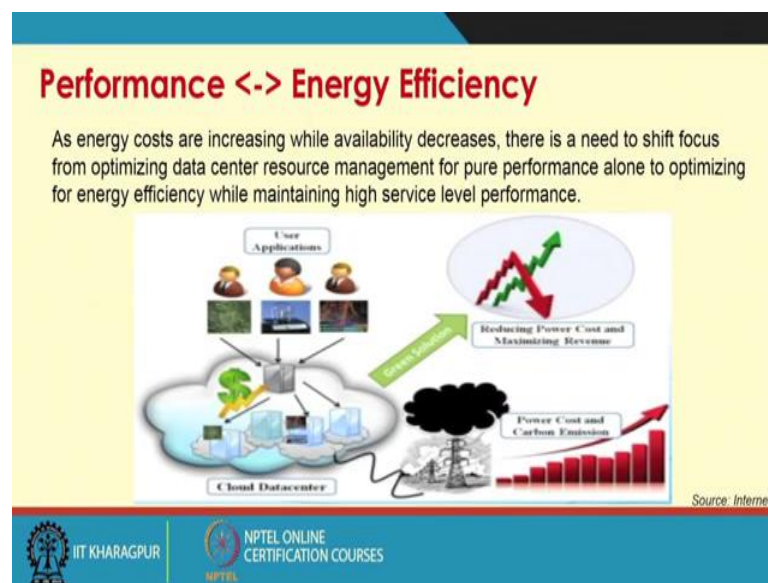 Performance <-> Energy Efficiency
As energy costs are increasing while availability decreases, there is a need to shift focus
from optimizing data center resource management for pure performance alone to optimizing
for energy efficiency while maintaining high service level performance.
User
Applications
Reducing Power Cost and
Maximizing Revenue
Green Solution
Power Cost and
Carbon Emission
Cloud Datacenter
Source: Interne
IIT KHARAGPUR
NPTEL
NPTEL ONLINE
CERTIFICATION COURSES